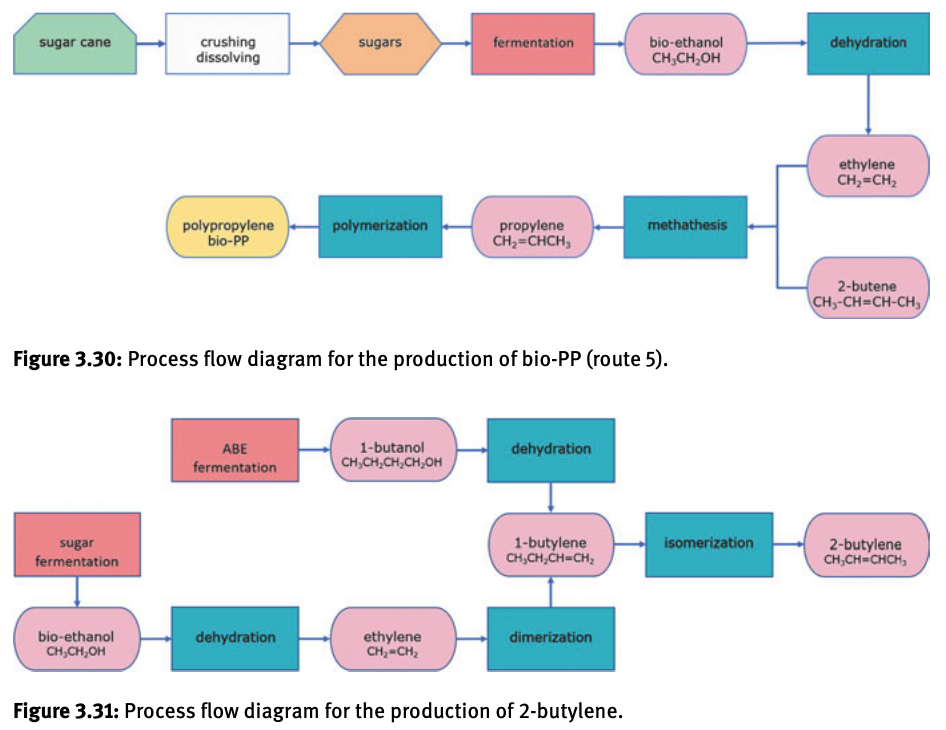 sugar cane
crushing
dissolving
sugars
fermentation
bio-ethanol
CH₃CH₂OH
dehydration
ethylene
CH₂=CH₂
polypropylene
bio-PP
polymerization
propylene
CH₂=CHCH₃
methathesis
2-butene
CH₃-CH=CH-CH₃
Figure 3.30: Process flow diagram for the production of bio-PP (route 5).
ABE
fermentation
1-butanol
CH₃CH₂CH₂CH₂OH
dehydration
sugar
fermentation
1-butylene
CH₃CH₂CH=CH₂
isomerization
2-butylene
CH₃CH=CHCH₃
bio-ethanol
CH₃CH₂OH
dehydration
ethylene
CH₂=CH₂
dimerization
Figure 3.31: Process flow diagram for the production of 2-butylene.